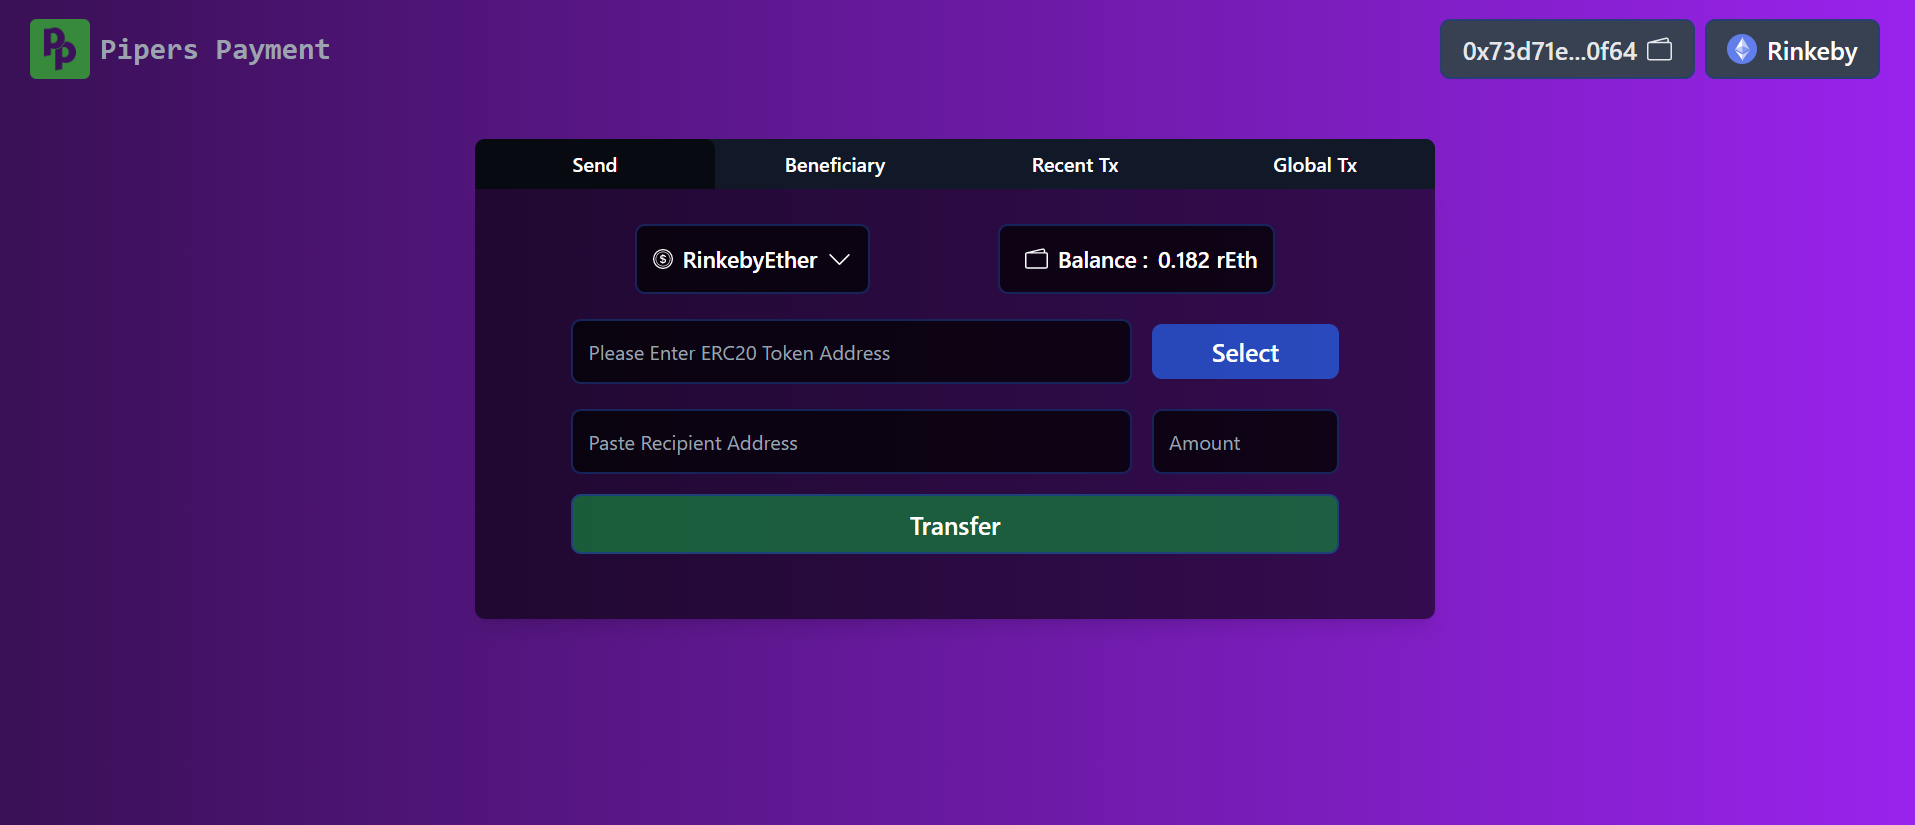 PP Pipers Payment
0x73d71e...0f64
Rinkeby
Send
Beneficiary
Recent Tx
Global Tx
RinkebyEther
Balance : 0.182 rEth
Please Enter ERC20 Token Address
Select
Paste Recipient Address
Amount
Transfer